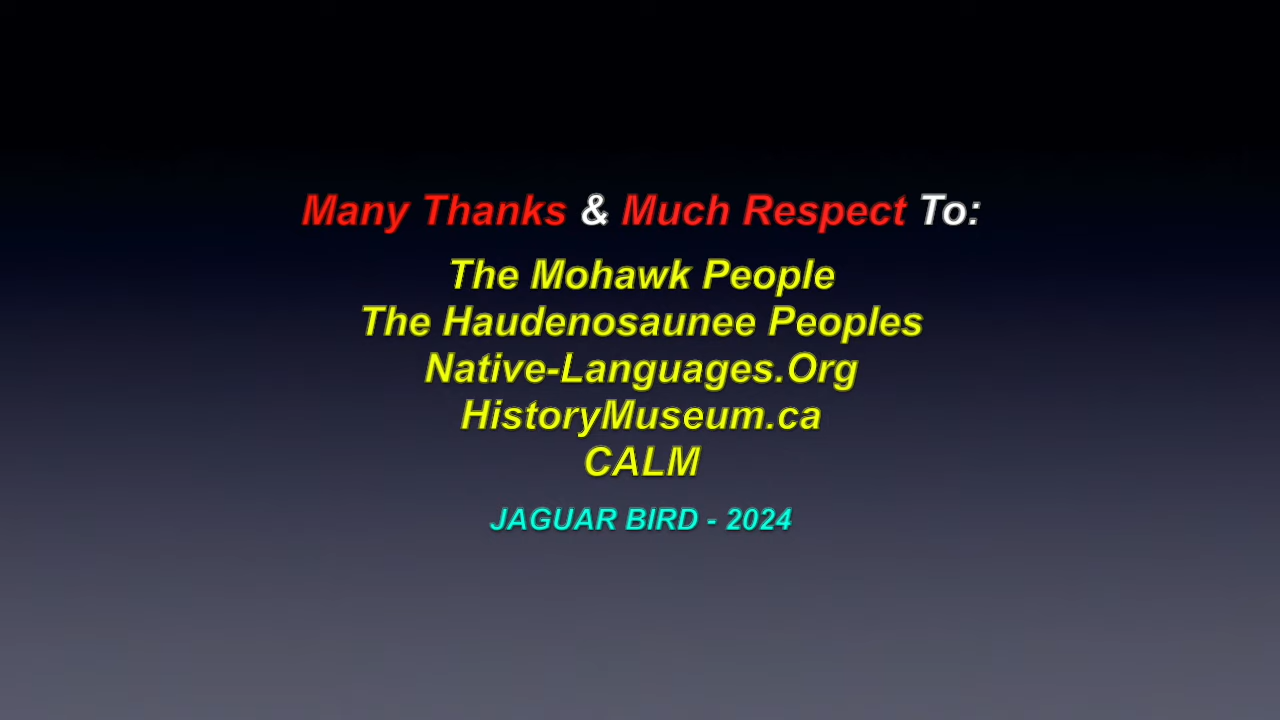 Many Thanks & Much Respect To:
The Mohawk People
The Haudenosaunee Peoples
Native-Languages.Org
HistoryMuseum.ca
CALM
JAGUAR BIRD - 2024